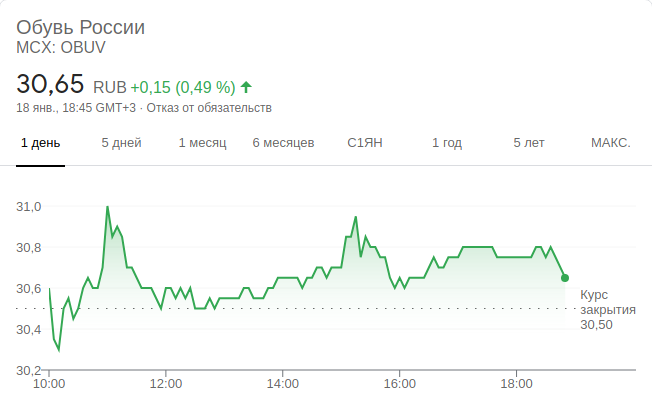 Обувь России
MCX: OBUV
30,65 RUB +0,15 (0,49 %)
18 янв., 18:45 GMT+3 · Отказ от обязательств
1 день 5 дней 1 месяц 6 месяцев С1ЯН 1 год 5 лет МАКС.
31,0
30,8
30,6
30,4
30,2
Курс
закрытия
30,50
10:00 12:00 14:00 16:00 18:00